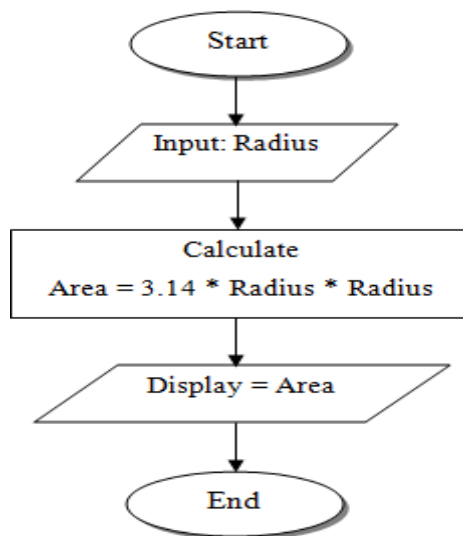 Start
Input: Radius
Calculate
Area = 3.14 * Radius * Radius
Display = Area
End